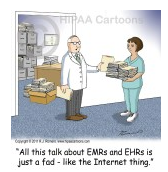 HIPAA Cartoons
"All this talk about EMRs and EHRs is
just a fad - like the Internet thing."